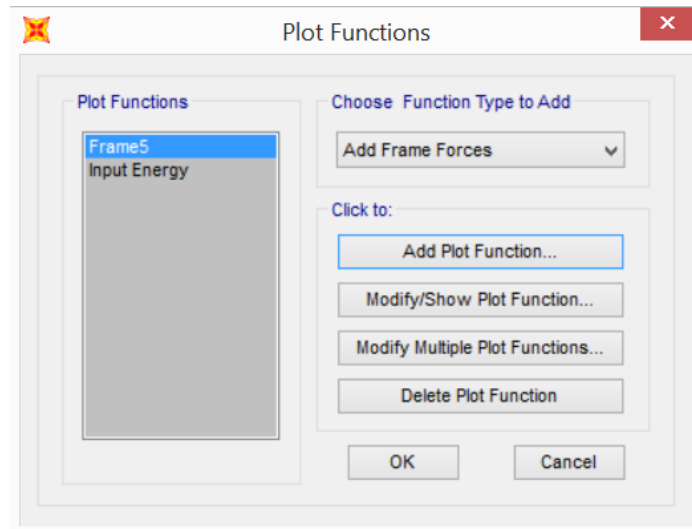 Plot Functions
Plot Functions
Frame5
Input Energy
Choose Function Type to Add
Add Frame Forces
Click to:
Add Plot Function...
Modify/Show Plot Function...
Modify Multiple Plot Functions...
Delete Plot Function
OK
Cancel